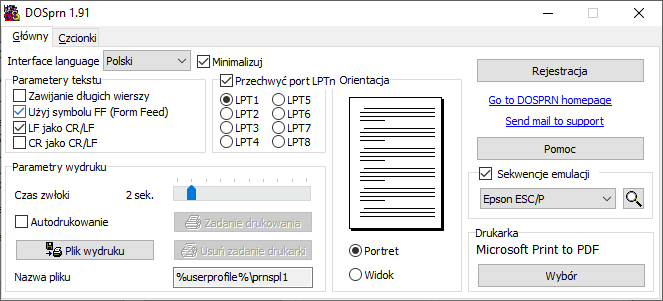 DOSprn 1.91
Główny
Czcionki
Interface language
Polski
Minimalizuj
Parametery tekstu
Zawijanie długich wierszy
Użyj symbolu FF (Form Feed)
LF jako CR/LF
CR jako CR/LF
Przechwyć port LPTn
LPT1
LPT5
LPT2
LPT6
LPT3
LPT7
LPT4
LPT8
Orientacja
Portret
Widok
Parametry wydruku
Czas zwłoki
2 sek.
Autodrukowanie
Zadanie drukowania
Plik wydruku
Usuń zadanie drukarki
Nazwa pliku
%userprofile%\prnspl1
Rejestracja
Go to DOSPRN homepage
Send mail to support
Pomoc
Sekwencje emulacji
Epson ESC/P
Drukarka
Microsoft Print to PDF
Wybór